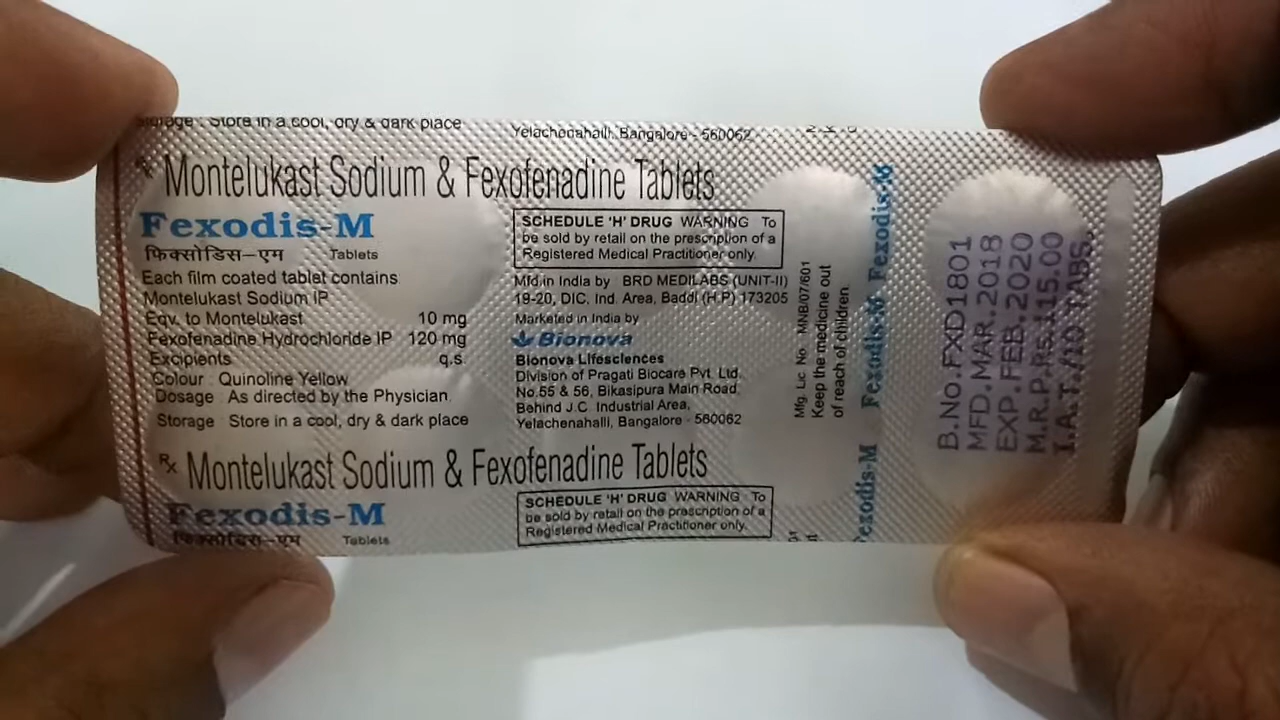 Storage : Store in a cool, dry & dark place
Yelachenahalli, Bangalore - 560062
Rx Montelukast Sodium & Fexofenadine Tablets
Fexodis-M
फिक्सोडिस-एम Tablets
Each film coated tablet contains
Montelukast Sodium IP
Eqv. to Montelukast 10 mg
Fexofenadine Hydrochloride IP 120 mg
Excipients q.s.
Colour : Quinoline Yellow
Dosage As directed by the Physician
Storage Store in a cool, dry & dark place
SCHEDULE 'H' DRUG WARNING To
be sold by retail on the prescription of a
Registered Medical Practitioner only.
Mfd.in India by BRD MEDILABS (UNIT-II)
19-20, DIC, Ind. Area, Baddi (H.P) 173205
Marketed in India by
Bionova
Bionova Lifesciences
Division of Pragati Biocare Pvt. Ltd.
No.55 & 56, Bikasipura Main Road,
Behind J.C Industrial Area,
Yelachenahalli, Bangalore - 560062
Mfg. Lic. No. MNB/07/601
Keep the medicine out
of reach of children.
Fexodis-M Fexodis-M Fexodis-M
B.No.FXD1801
MFD.MAR.2018
EXP.FEB.2020
M.R.P.Rs.115.00
I.A.T./10 TABS.
Rx Montelukast Sodium & Fexofenadine Tablets
Fexodis-M
फिक्सोडिस-एम Tablets
SCHEDULE 'H' DRUG WARNING To
be sold by retail on the prescription of a
Registered Medical Practitioner only.